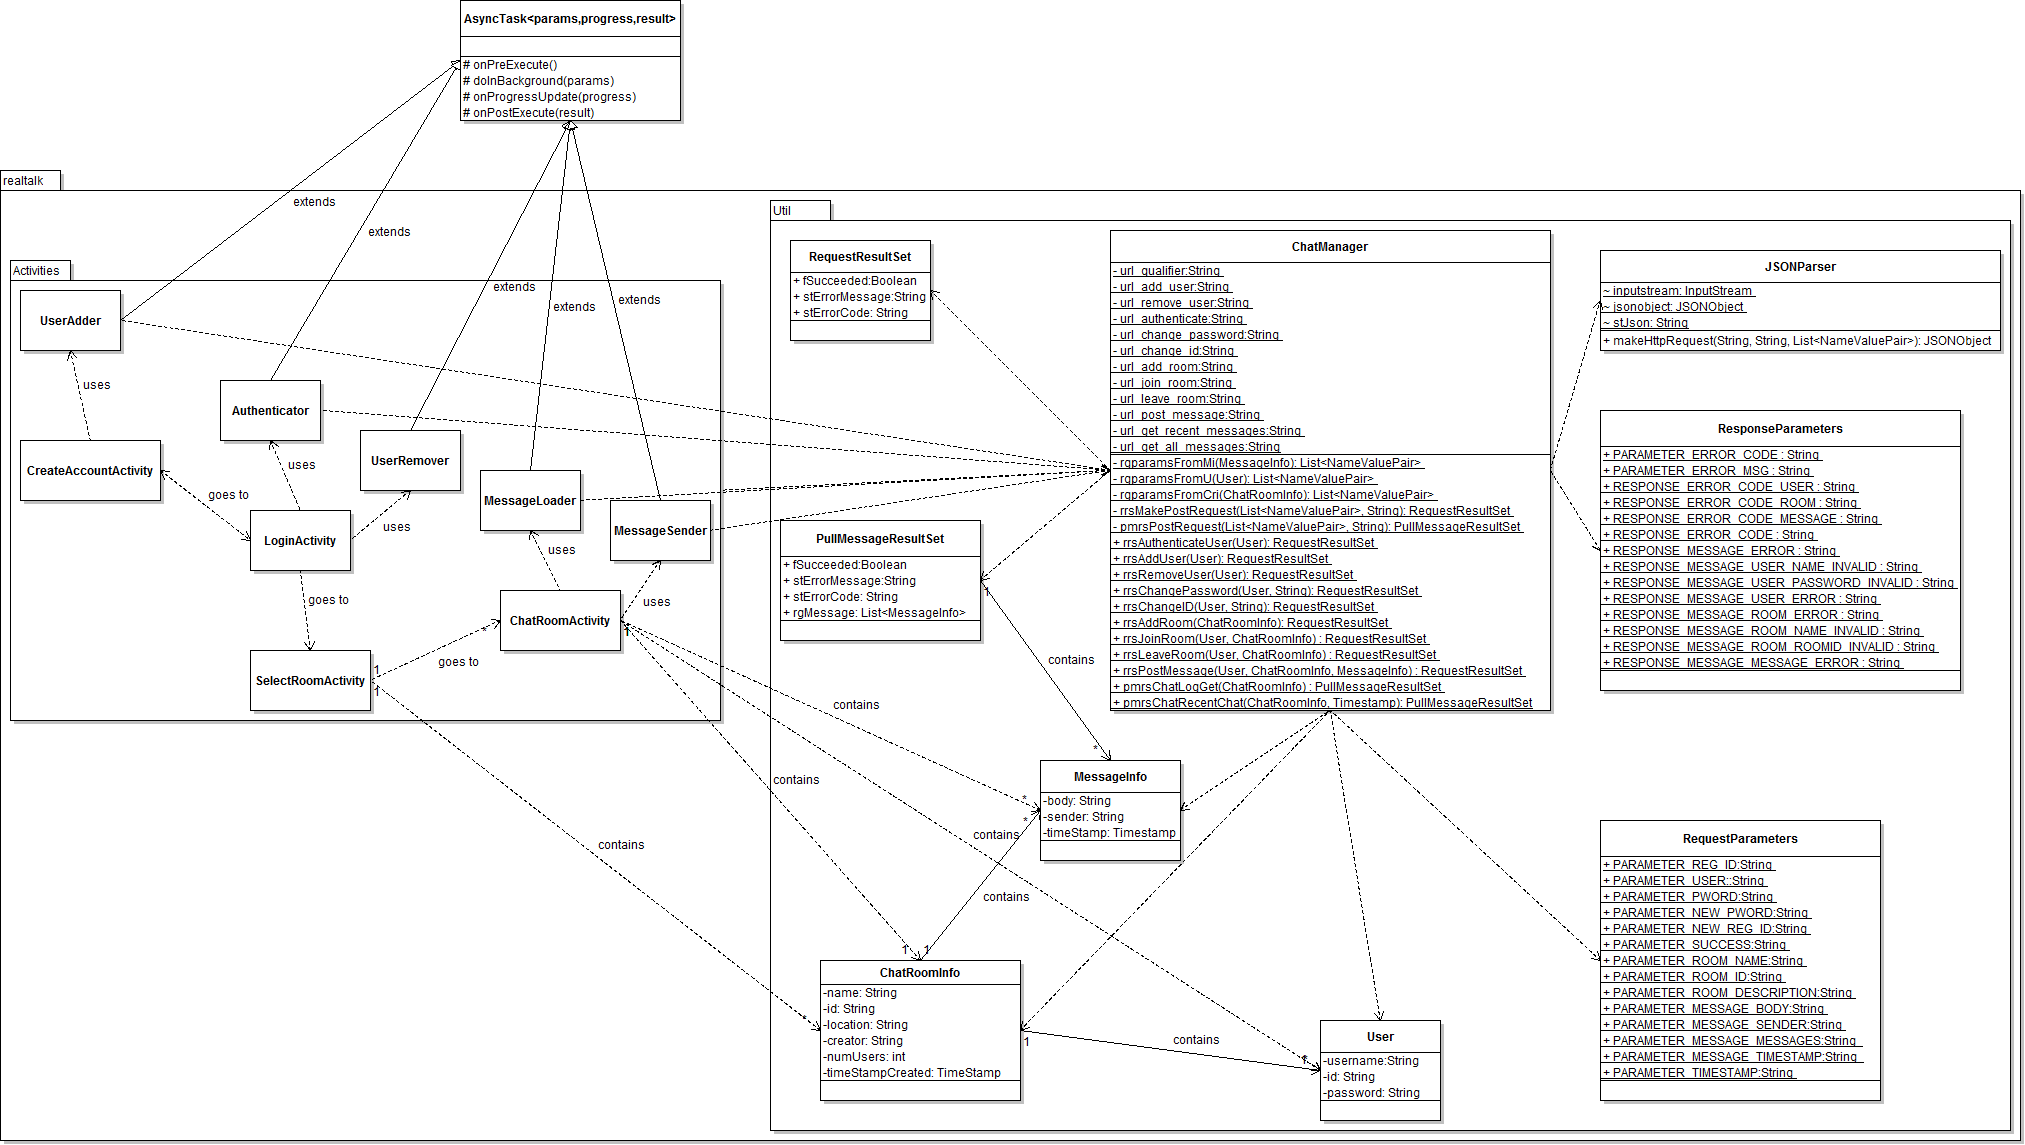 AsyncTask<params,progress,result>
# onPreExecute()
# doInBackground(params)
# onProgressUpdate(progress)
# onPostExecute(result)
realtalk
extends
extends
extends
extends
extends
Activities
UserAdder
uses
CreateAccountActivity
goes to
Authenticator
uses
LoginActivity
UserRemover
uses
goes to
MessageLoader
uses
MessageSender
uses
ChatRoomActivity
1
*
goes to
SelectRoomActivity
1
1
contains
*
contains
*
contains
1
contains
*
Util
RequestResultSet
+ fSucceeded:Boolean
+ stErrorMessage:String
+ stErrorCode: String
PullMessageResultSet
+ fSucceeded:Boolean
+ stErrorMessage:String
+ stErrorCode: String
+ rgMessage: List<MessageInfo>
1
contains
*
ChatManager
- url_qualifier:String
- url_add_user:String
- url_remove_user:String
- url_authenticate:String
- url_change_password:String
- url_change_id:String
- url_add_room:String
- url_join_room:String
- url_leave_room:String
- url_post_message:String
- url_get_recent_messages:String
- url_get_all_messages:String
- rgparamsFromMi(MessageInfo): List<NameValuePair>
- rgparamsFromU(User): List<NameValuePair>
- rgparamsFromCri(ChatRoomInfo): List<NameValuePair>
- rrsMakePostRequest(List<NameValuePair>, String): RequestResultSet
- pmrsPostRequest(List<NameValuePair>, String): PullMessageResultSet
+ rrsAuthenticateUser(User): RequestResultSet
+ rrsAddUser(User): RequestResultSet
+ rrsRemoveUser(User): RequestResultSet
+ rrsChangePassword(User, String): RequestResultSet
+ rrsChangeID(User, String): RequestResultSet
+ rrsAddRoom(ChatRoomInfo): RequestResultSet
+ rrsJoinRoom(User, ChatRoomInfo) : RequestResultSet
+ rrsLeaveRoom(User, ChatRoomInfo) : RequestResultSet
+ rrsPostMessage(User, ChatRoomInfo, MessageInfo) : RequestResultSet
+ pmrsChatLogGet(ChatRoomInfo) : PullMessageResultSet
+ pmrsChatRecentChat(ChatRoomInfo, Timestamp): PullMessageResultSet
JSONParser
~ inputstream: InputStream
~ jsonobject: JSONObject
~ stJson: String
+ makeHttpRequest(String, String, List<NameValuePair>): JSONObject
ResponseParameters
+ PARAMETER_ERROR_CODE : String
+ PARAMETER_ERROR_MSG : String
+ RESPONSE_ERROR_CODE_USER : String
+ RESPONSE_ERROR_CODE_ROOM : String
+ RESPONSE_ERROR_CODE_MESSAGE : String
+ RESPONSE_ERROR_CODE : String
+ RESPONSE_MESSAGE_ERROR : String
+ RESPONSE_MESSAGE_USER_NAME_INVALID : String
+ RESPONSE_MESSAGE_USER_PASSWORD_INVALID : String
+ RESPONSE_MESSAGE_USER_ERROR : String
+ RESPONSE_MESSAGE_ROOM_ERROR : String
+ RESPONSE_MESSAGE_ROOM_NAME_INVALID : String
+ RESPONSE_MESSAGE_ROOM_ROOMID_INVALID : String
+ RESPONSE_MESSAGE_MESSAGE_ERROR : String
MessageInfo
-body: String
-sender: String
-timeStamp: Timestamp
*
contains
1
ChatRoomInfo
-name: String
-id: String
-location: String
-creator: String
-numUsers: int
-timeStampCreated: TimeStamp
1
contains
*
User
-username:String
-id: String
-password: String
RequestParameters
+ PARAMETER_REG_ID:String
+ PARAMETER_USER::String
+ PARAMETER_PWORD:String
+ PARAMETER_NEW_PWORD:String
+ PARAMETER_NEW_REG_ID:String
+ PARAMETER_SUCCESS:String
+ PARAMETER_ROOM_NAME:String
+ PARAMETER_ROOM_ID:String
+ PARAMETER_ROOM_DESCRIPTION:String
+ PARAMETER_MESSAGE_BODY:String
+ PARAMETER_MESSAGE_SENDER:String
+ PARAMETER_MESSAGE_MESSAGES:String
+ PARAMETER_MESSAGE_TIMESTAMP:String
+ PARAMETER_TIMESTAMP:String